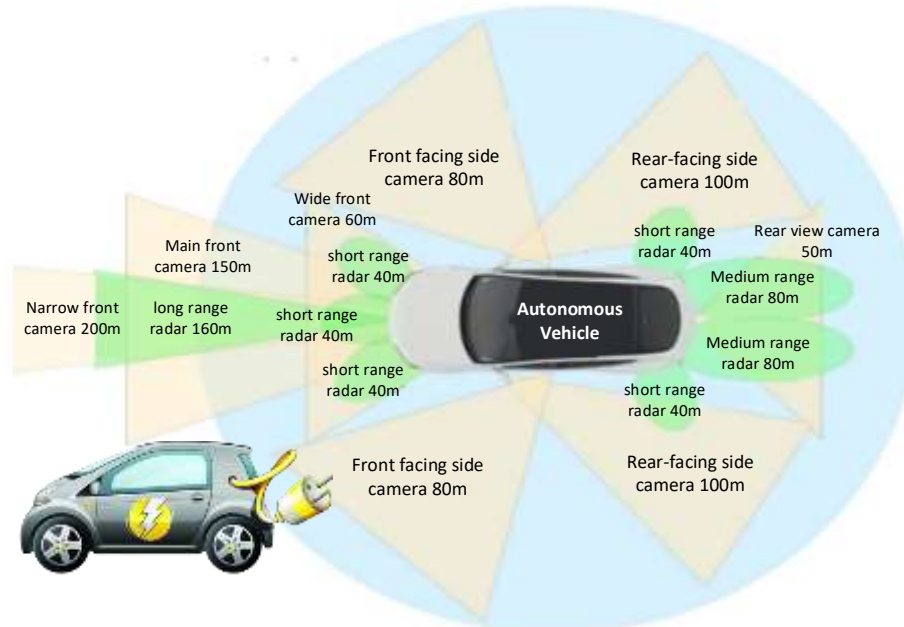 Front facing side
camera 80m
Rear-facing side
camera 100m
Wide front
camera 60m
short range
radar 40m
Rear view camera
50m
Main front
camera 150m
short range
radar 40m
Medium range
radar 80m
Narrow front
camera 200m
long range
radar 160m
short range
radar 40m
Autonomous
Vehicle
Medium range
radar 80m
short range
radar 40m
short range
radar 40m
Front facing side
camera 80m
Rear-facing side
camera 100m